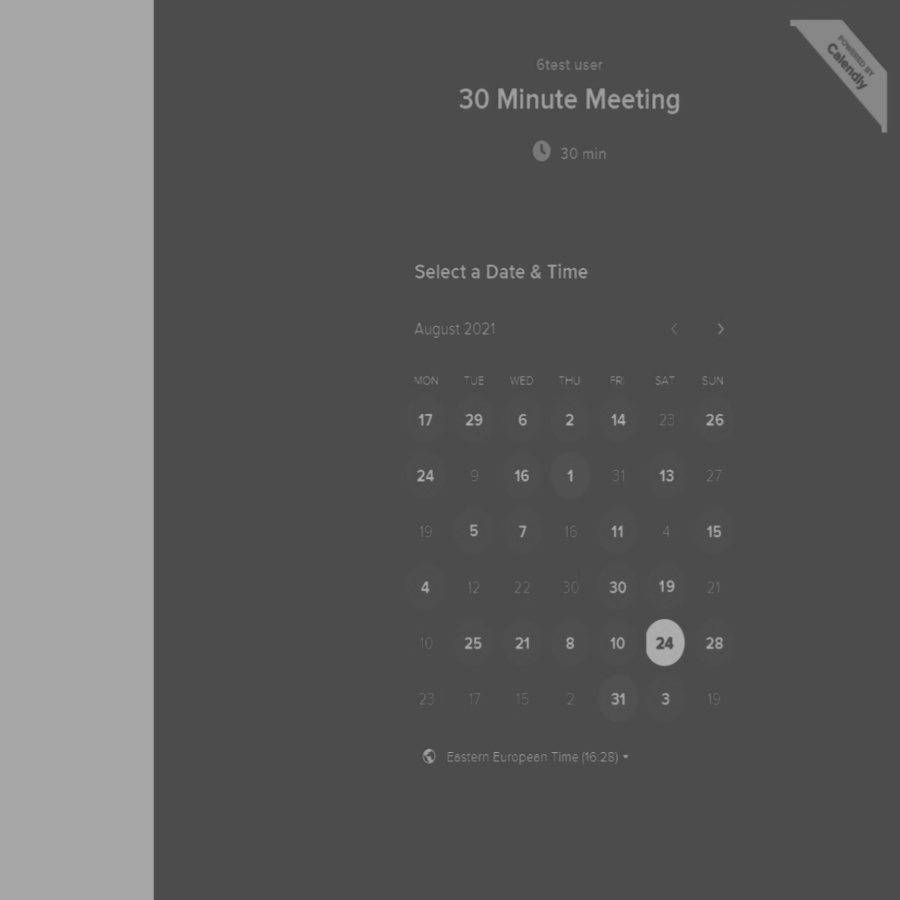 POWERED BY
Calendly
6test user
30 Minute Meeting
30 min
Select a Date & Time
August 2021
MON TUE WED THU FRI SAT SUN
17 29 6 2 14 23 26
24 9 16 1 31 13 27
19 5 7 16 11 4 15
4 12 22 30 30 19 21
10 25 21 8 10 24 28
23 17 15 2 31 3 19
Eastern European Time (16:28)